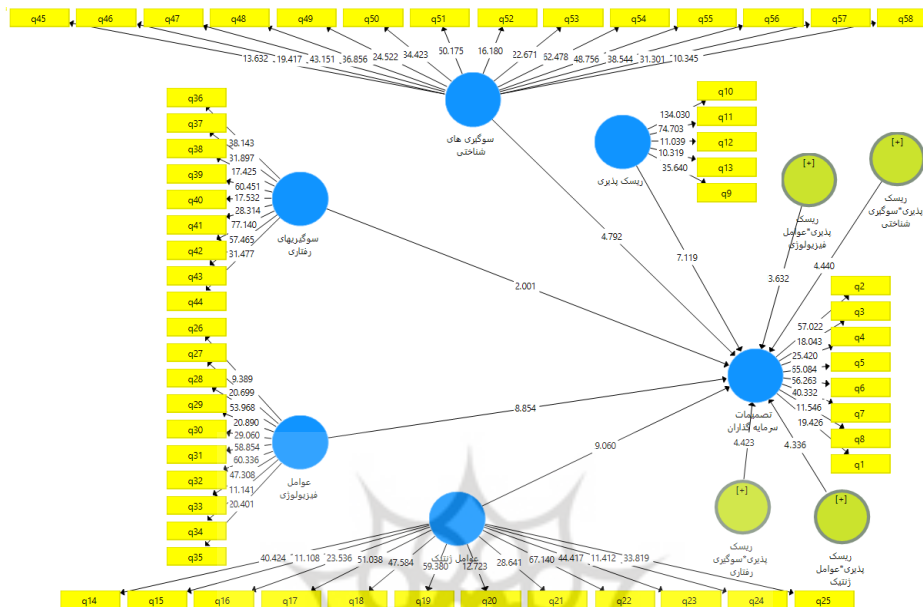 q45 q46 q47 q48 q49 q50 q51 q52 q53 q54 q55 q56 q57 q58
13.632 19.417 43.151 36.856 24.522 34.423 50.175 16.180 22.671 62.478 48.756 38.544 31.301 10.345
سوگیری های
شناختی
q36
q37
q38
q39
q40
q41
q42
q43
q44
38.143
31.897
17.425
60.451
17.532
28.314
77.140
57.465
31.477
سوگیریهای
رفتاری
q10
q11
q12
q13
q9
134.030
74.703
11.039
10.319
35.640
ریسک پذیری
[+]
ریسک
پذیری*عوامل
فیزیولوژی
[+]
ریسک
پذیری*سوگیری
شناختی
4.792
7.119
3.632
4.440
2.001
8.854
9.060
4.423
4.336
q2
q3
q4
q5
q6
q7
q8
q1
57.022
18.043
25.420
65.084
56.263
40.332
11.546
19.426
تصمیمات
سرمایه گذاران
q26
q27
q28
q29
q30
q31
q32
q33
q34
q35
9.389
20.699
53.968
20.890
29.060
58.854
60.336
47.308
11.141
20.401
عوامل
فیزیولوژی
[+]
ریسک
پذیری*سوگیری
رفتاری
[+]
ریسک
پذیری*عوامل
ژنتیک
عوامل ژنتیک
40.424 11.108 23.536 51.038 47.584 59.380 12.723 28.641 67.140 44.417 11.412 33.819
q14 q15 q16 q17 q18 q19 q20 q21 q22 q23 q24 q25